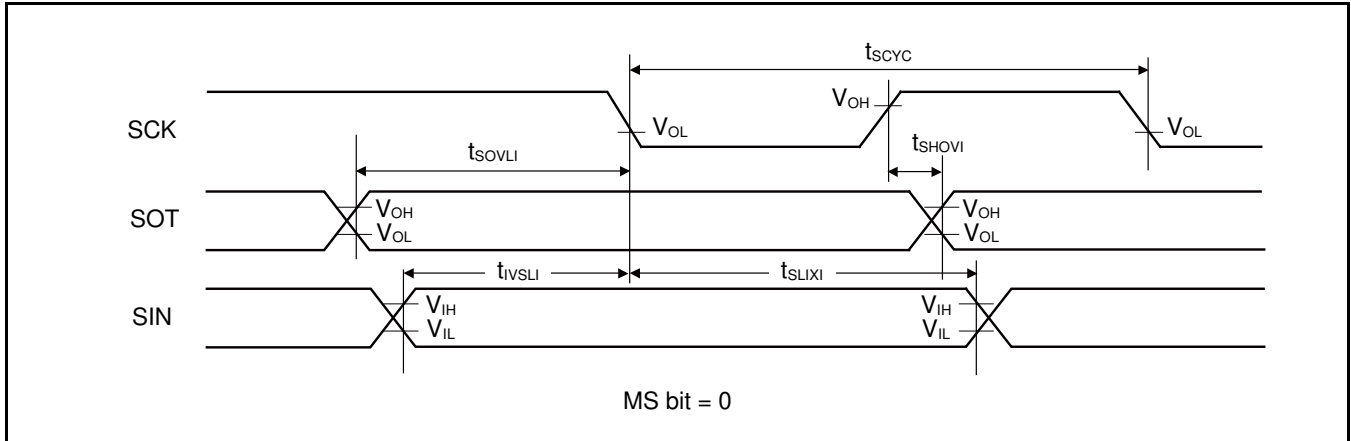 tSCYC
SCK
VOH
VOL
VOL
tSOVLI
tSHOVI
SOT
VOH
VOL
VOH
VOL
tIVSLI
tSLIXI
SIN
VIH
VIL
VIH
VIL
MS bit = 0